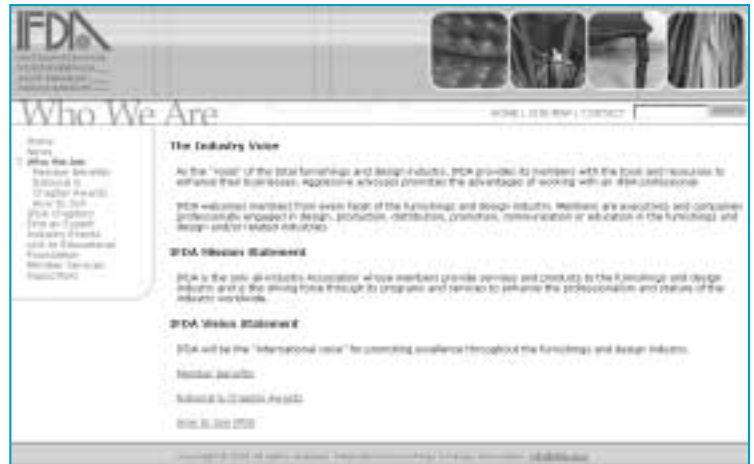 IFDA
Who We Are
HOME | SITE MAP | CONTACT
Home
News
Who We Are
Member Benefits
National &
Chapter Awards
How to Join
IFDA Chapters
Find an Expert
Industry Events
Link to Educational
Foundation
Member Services
The Industry Voice
As the "voice" of the total furnishings and design industry, IFDA provides its members with the tools and resources to
enhance their businesses. Aggressive advocacy promotes the advantages of working with an IFDA professional.
IFDA welcomes members from every facet of the furnishings and design industry. Members are executives and companies
professionally engaged in design, production, distribution, promotion, communication or education in the furnishings and
design and/or related industries.
IFDA Mission Statement
IFDA is the only all-industry Association whose members provide services and products to the furnishings and design
industry and is the driving force through its programs and services to enhance the professionalism and stature of the
industry worldwide.
IFDA Vision Statement
IFDA will be the "international voice" for promoting excellence throughout the furnishings and design industry.
Member Benefits
National & Chapter Awards
How to Join IFDA